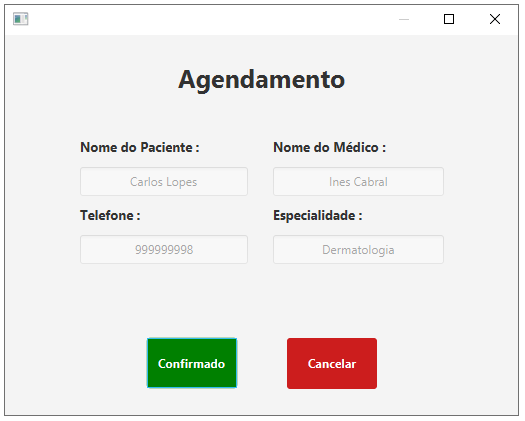 Agendamento
Nome do Paciente :
Nome do Médico :
Carlos Lopes
Ines Cabral
Telefone :
Especialidade :
999999998
Dermatologia
Confirmado
Cancelar